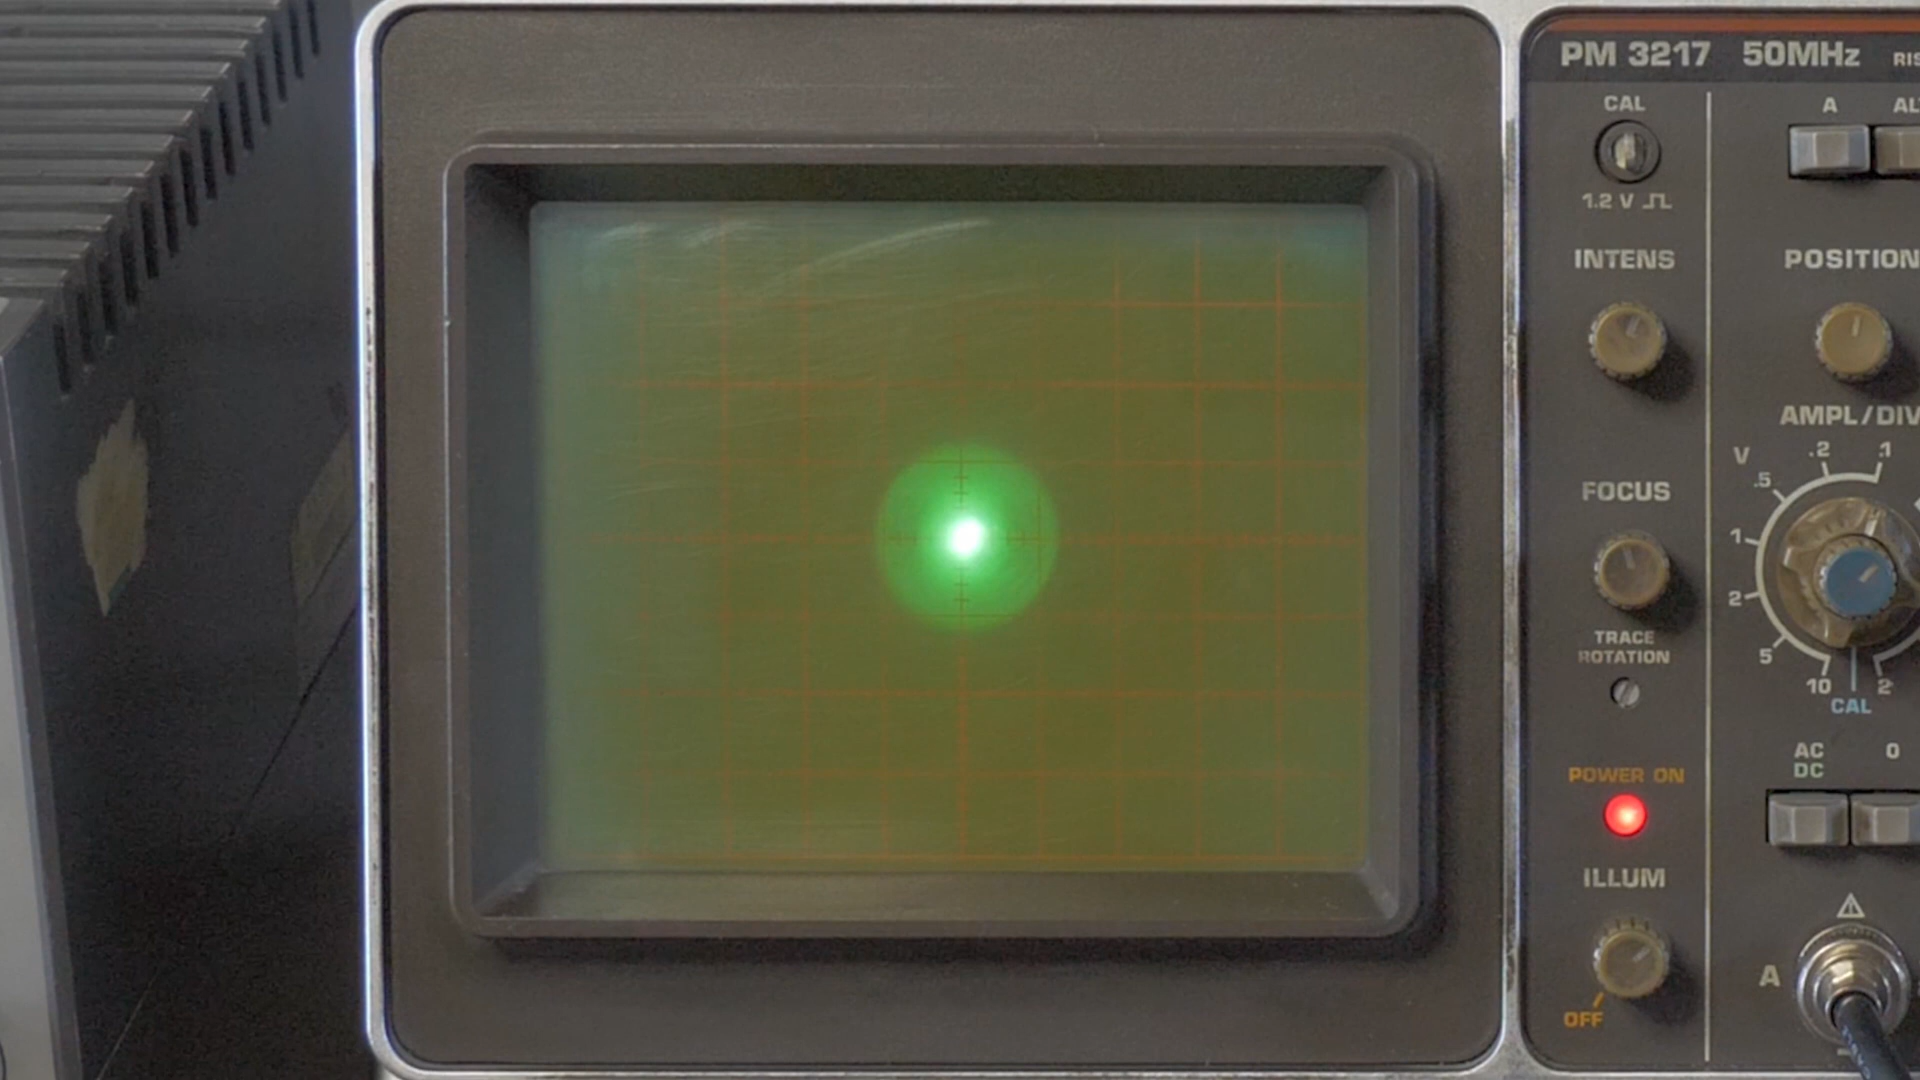 PM 3217 50MHz
CAL
A
1.2 V
INTENS
POSITION
AMPL/DIV
V
.2 .1
.5
1
2
5
10
2
CAL
FOCUS
TRACE
ROTATION
AC
DC
0
POWER ON
ILLUM
OFF
A